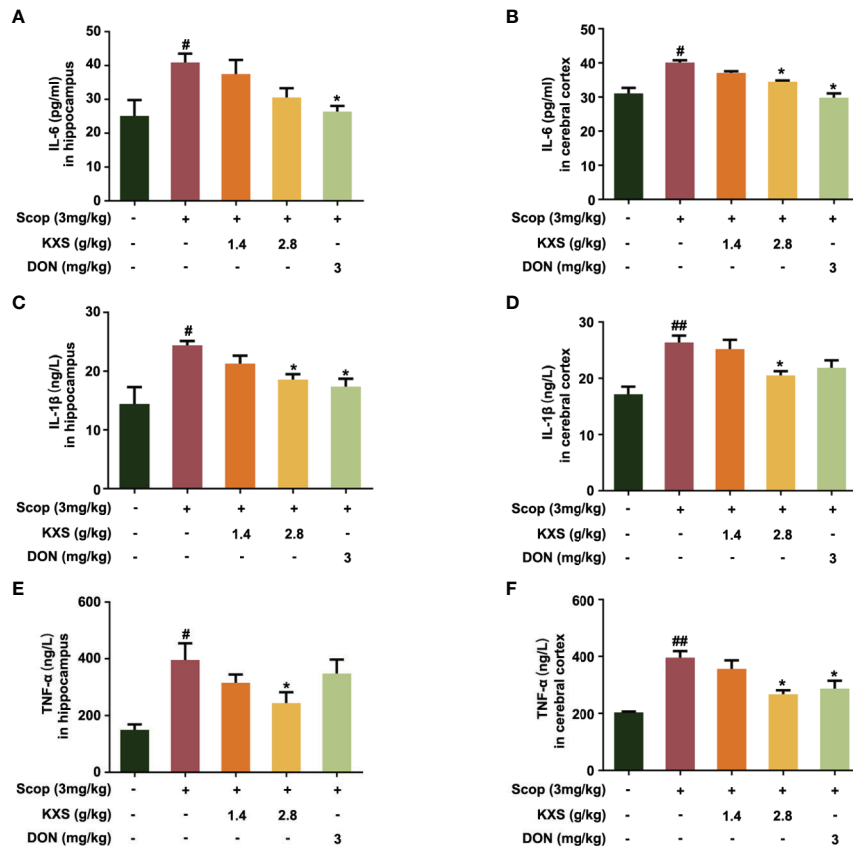 A
IL-6 (pg/ml)
in hippocampus
50
40
30
20
10
0
#
*
Scop (3mg/kg) - + + + +
KXS (g/kg) - - 1.4 2.8 -
DON (mg/kg) - - - - 3
B
IL-6 (pg/ml)
in cerebral cortex
50
40
30
20
10
0
#
*
*
Scop (3mg/kg) - + + + +
KXS (g/kg) - - 1.4 2.8 -
DON (mg/kg) - - - - 3
C
IL-1β (ng/L)
in hippocampus
30
20
10
0
#
*
*
Scop (3mg/kg) - + + + +
KXS (g/kg) - - 1.4 2.8 -
DON (mg/kg) - - - - 3
D
IL-1β (ng/L)
in cerebral cortex
30
20
10
0
##
*
Scop (3mg/kg) - + + + +
KXS (g/kg) - - 1.4 2.8 -
DON (mg/kg) - - - - 3
E
TNF-α (ng/L)
in hippocampus
600
400
200
0
#
*
Scop (3mg/kg) - + + + +
KXS (g/kg) - - 1.4 2.8 -
DON (mg/kg) - - - - 3
F
TNF-α (ng/L)
in cerebral cortex
600
400
200
0
##
*
*
Scop (3mg/kg) - + + + +
KXS (g/kg) - - 1.4 2.8 -
DON (mg/kg) - - - - 3